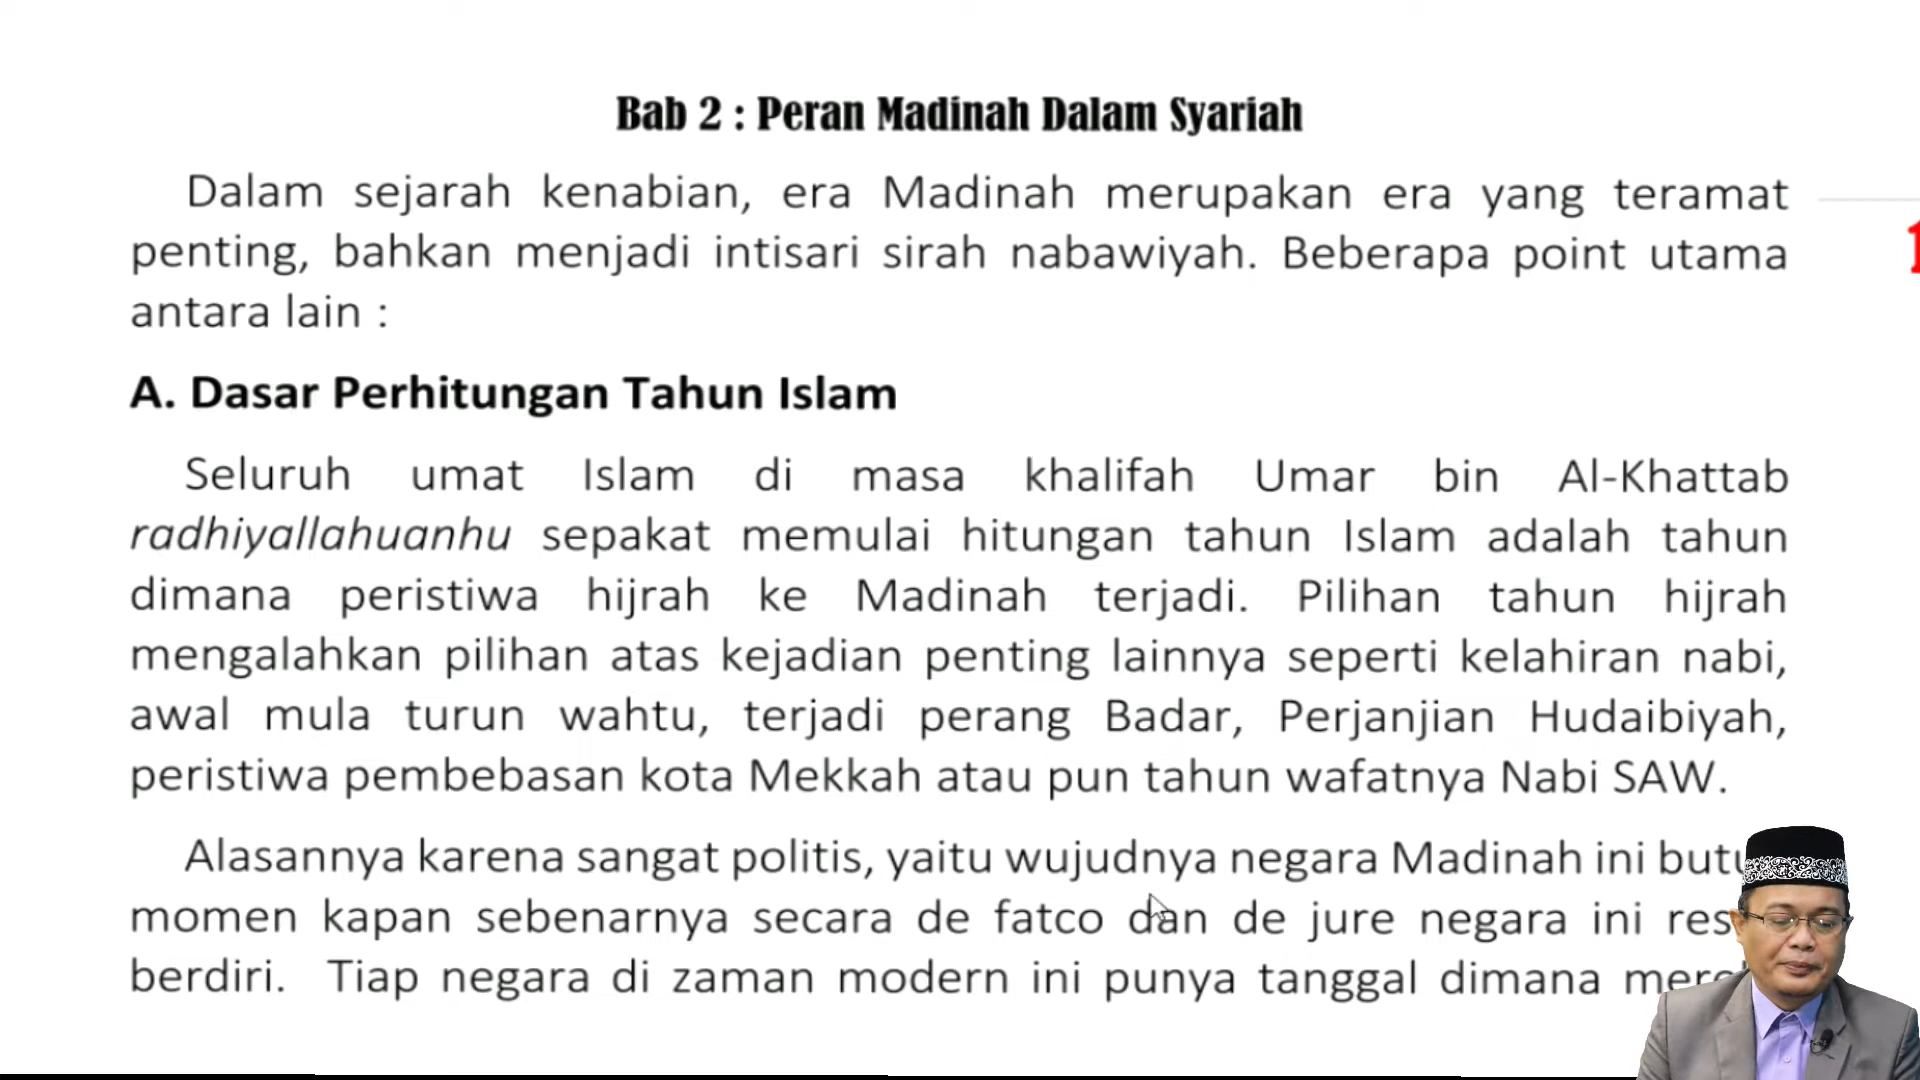 Bab 2 : Peran Madinah Dalam Syariah
Dalam sejarah kenabian, era Madinah merupakan era yang teramat
penting, bahkan menjadi intisari sirah nabawiyah. Beberapa point utama
antara lain :
A. Dasar Perhitungan Tahun Islam
Seluruh umat Islam di masa khalifah Umar bin Al-Khattab
radhiyallahuanhu sepakat memulai hitungan tahun Islam adalah tahun
dimana peristiwa hijrah ke Madinah terjadi. Pilihan tahun hijrah
mengalahkan pilihan atas kejadian penting lainnya seperti kelahiran nabi,
awal mula turun wahtu, terjadi perang Badar, Perjanjian Hudaibiyah,
peristiwa pembebasan kota Mekkah atau pun tahun wafatnya Nabi SAW.
Alasannya karena sangat politis, yaitu wujudnya negara Madinah ini
momen kapan sebenarnya secara de fatco dan de jure negara ini
berdiri. Tiap negara di zaman modern ini punya tanggal dimana